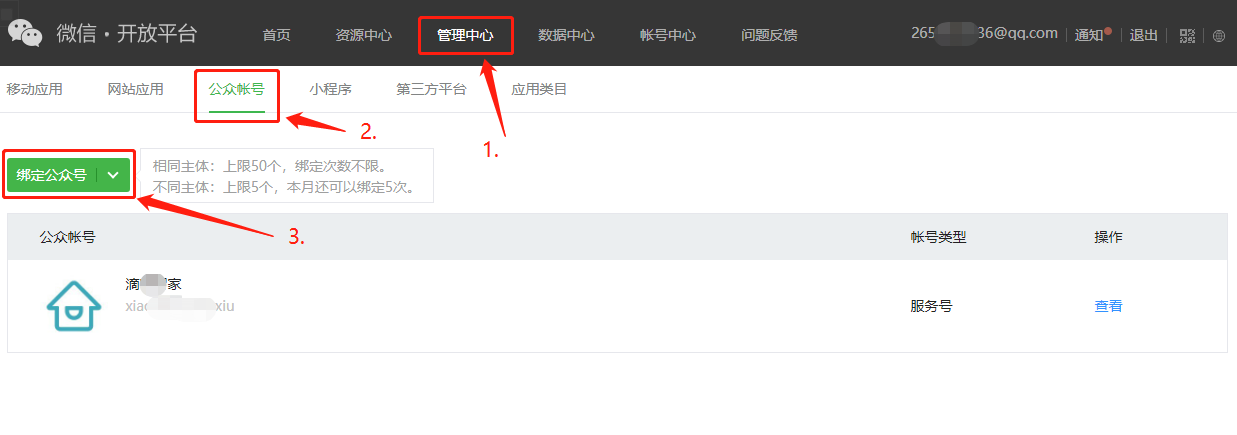 微信·开放平台 首页 资源中心 管理中心 数据中心 帐号中心 问题反馈 265 36@qq.com 通知 退出
移动应用 网站应用 公众帐号 小程序 第三方平台 应用类目
2.
1.
绑定公众号
相同主体：上限50个，绑定次数不限。
不同主体：上限5个，本月还可以绑定5次。
3.
公众帐号 帐号类型 操作
滴 家
xiao xiu
服务号 查看